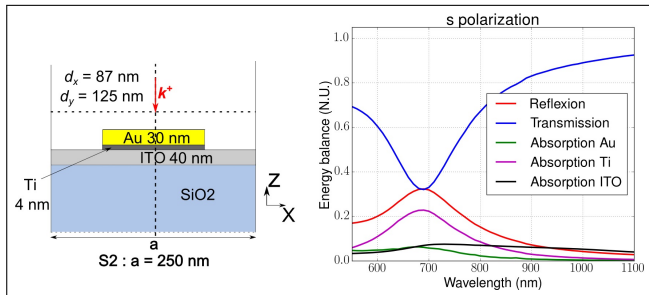 d_x = 87 nm
d_y = 125 nm
k⁺
Au 30 nm
ITO 40 nm
Ti
4 nm
SiO2
Z
X
a
S2 : a = 250 nm
s polarization
Energy balance (N.U.)
1.0
0.8
0.6
0.4
0.2
0.0
Reflexion
Transmission
Absorption Au
Absorption Ti
Absorption ITO
600 700 800 900 1000 1100
Wavelength (nm)